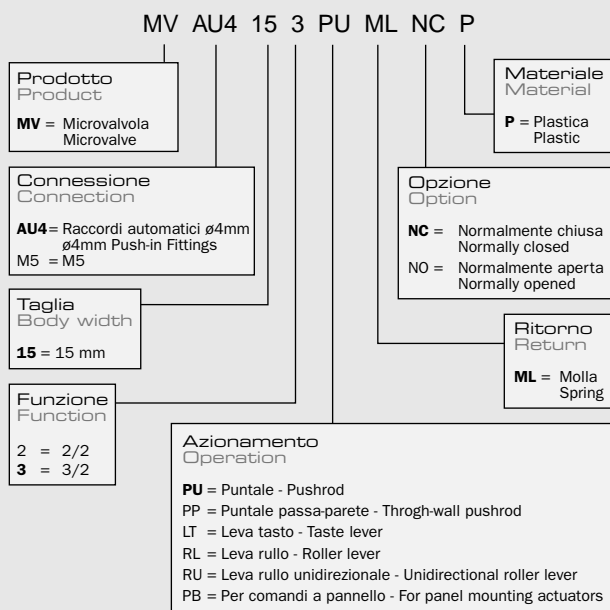 MV AU4 15 3 PU ML NC P
Prodotto
Product
MV = Microvalvola
Microvalve
Connessione
Connection
AU4 = Raccordi automatici ø4mm
ø4mm Push-in Fittings
M5 = M5
Taglia
Body width
15 = 15 mm
Funzione
Function
2 = 2/2
3 = 3/2
Azionamento
Operation
PU = Puntale - Pushrod
PP = Puntale passa-parete - Throgh-wall pushrod
LT = Leva tasto - Taste lever
RL = Leva rullo - Roller lever
RU = Leva rullo unidirezionale - Unidirectional roller lever
PB = Per comandi a pannello - For panel mounting actuators
Ritorno
Return
ML = Molla
Spring
Opzione
Option
NC = Normalmente chiusa
Normally closed
NO = Normalmente aperta
Normally opened
Materiale
Material
P = Plastica
Plastic